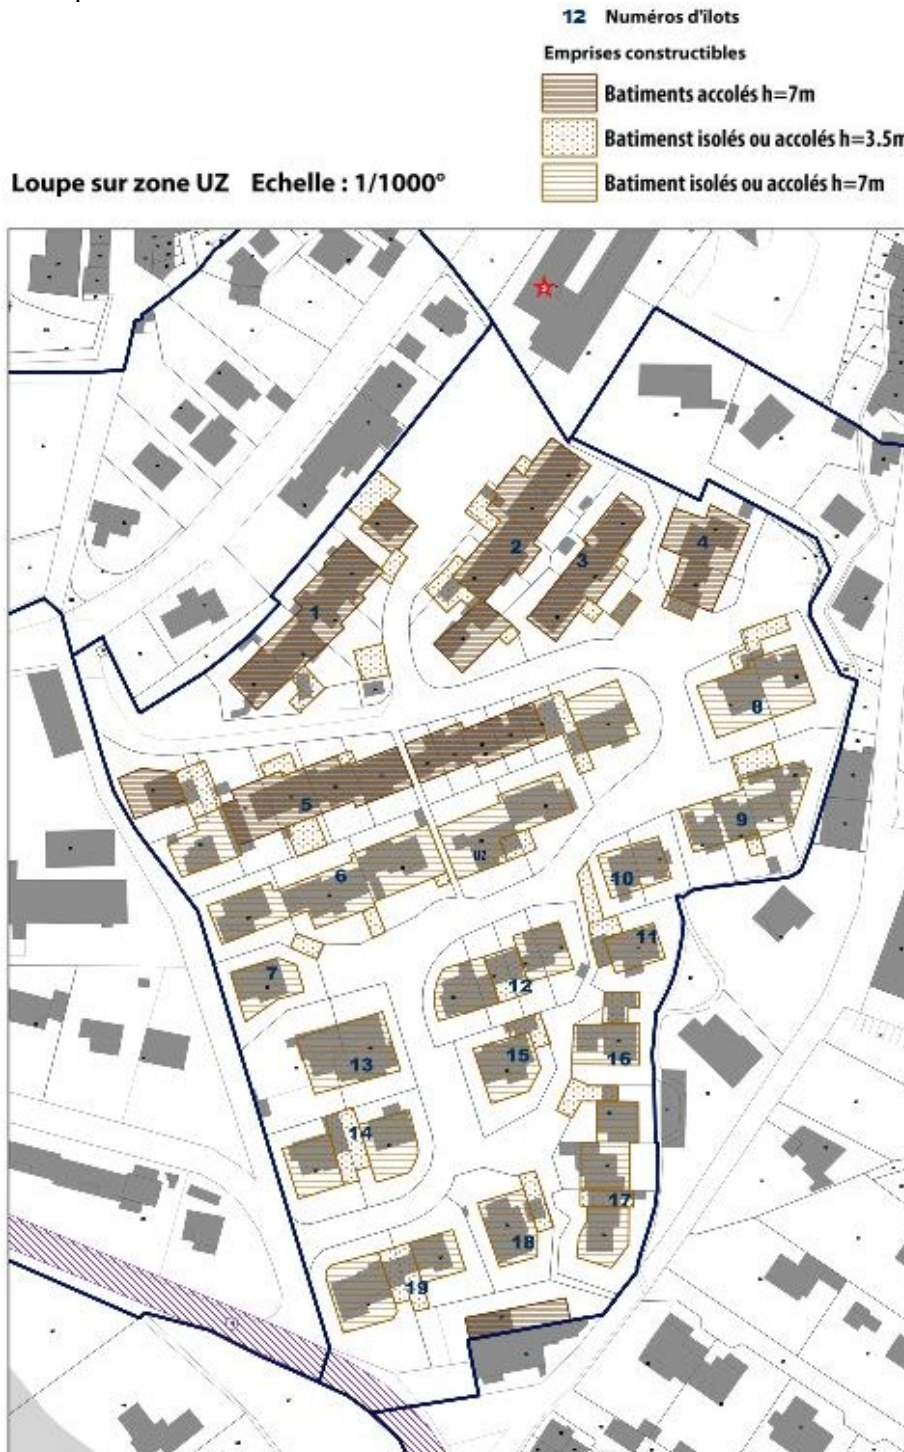 12 Numéros d'îlots
Emprises constructibles
Batiments accolés h=7m
Batimenst isolés ou accolés h=3.5m
Loupe sur zone UZ Echelle : 1/1000°
Batiment isolés ou accolés h=7m
2
4
3
1
8
5
9
UZ
6
10
11
7
12
15
16
13
14
17
18
19